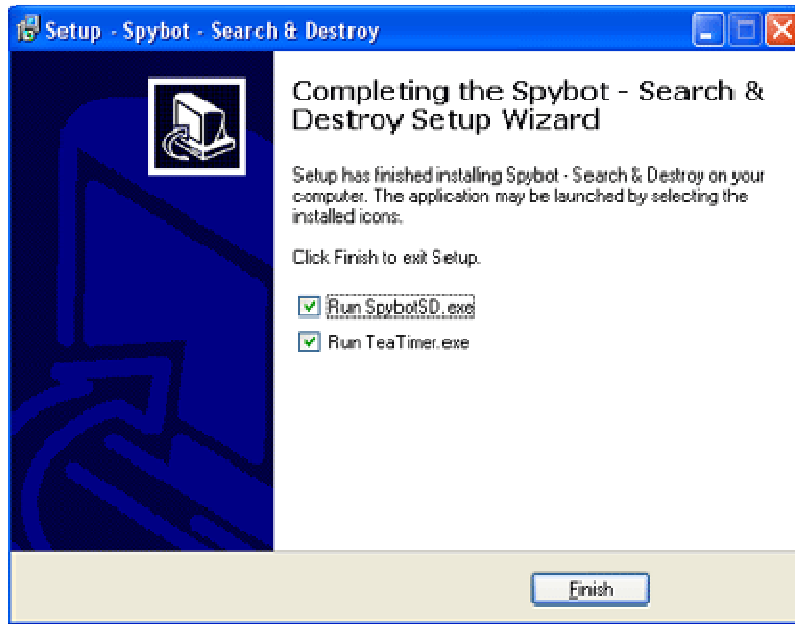 Setup - Spybot - Search & Destroy
Completing the Spybot - Search &
Destroy Setup Wizard
Setup has finished installing Spybot - Search & Destroy on your
computer. The application may be launched by selecting the
installed icons.
Click Finish to exit Setup.
Run SpybotSD.exe
Run TeaTimer.exe
Finish